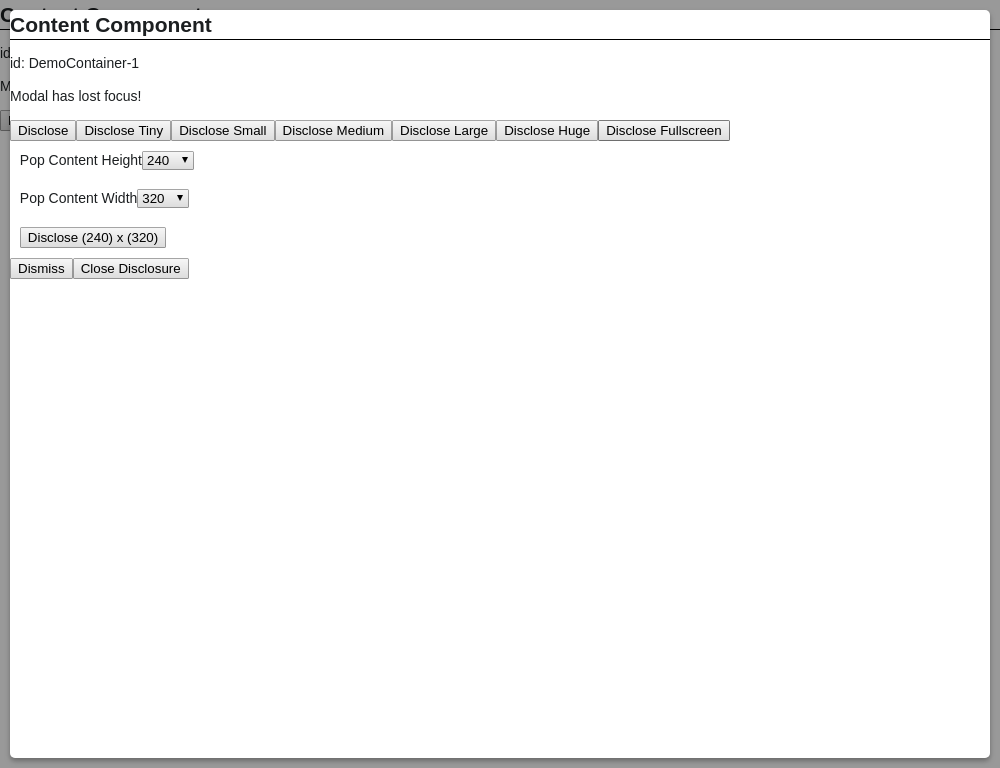 Content Component
id: DemoContainer-1
Modal has lost focus!
Disclose Disclose Tiny Disclose Small Disclose Medium Disclose Large Disclose Huge Disclose Fullscreen
Pop Content Height 240
Pop Content Width 320
Disclose (240) x (320)
Dismiss Close Disclosure